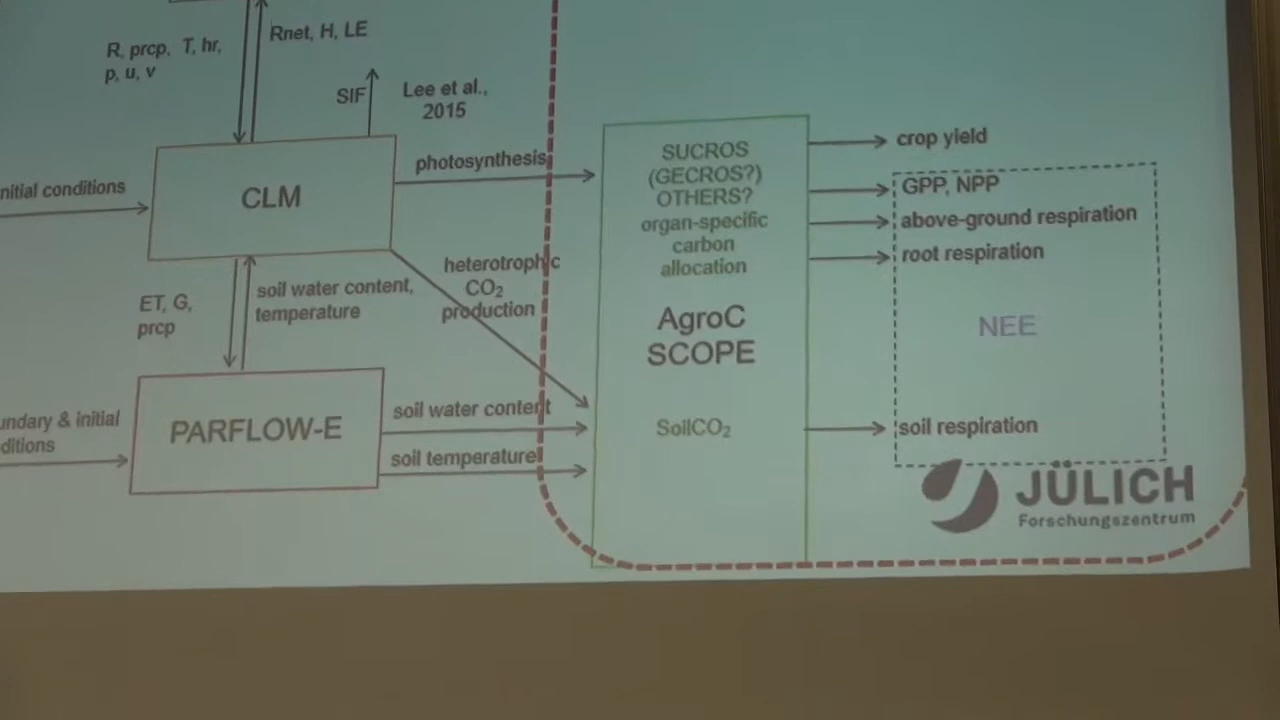 R, prcp, T, hr,
p, u, v
Rnet, H, LE
SIF
Lee et al.,
2015
initial conditions
CLM
photosynthesis
heterotrophic
CO₂
production
ET, G,
prcp
soil water content,
temperature
& initial
PARFLOW-E
soil water content
soil temperature
SUCROS
(GECROS?)
OTHERS?
organ-specific
carbon
allocation
AgroC
SCOPE
SoilCO₂
crop yield
GPP, NPP
above-ground respiration
root respiration
NEE
soil respiration
JÜLICH
Forschungszentrum